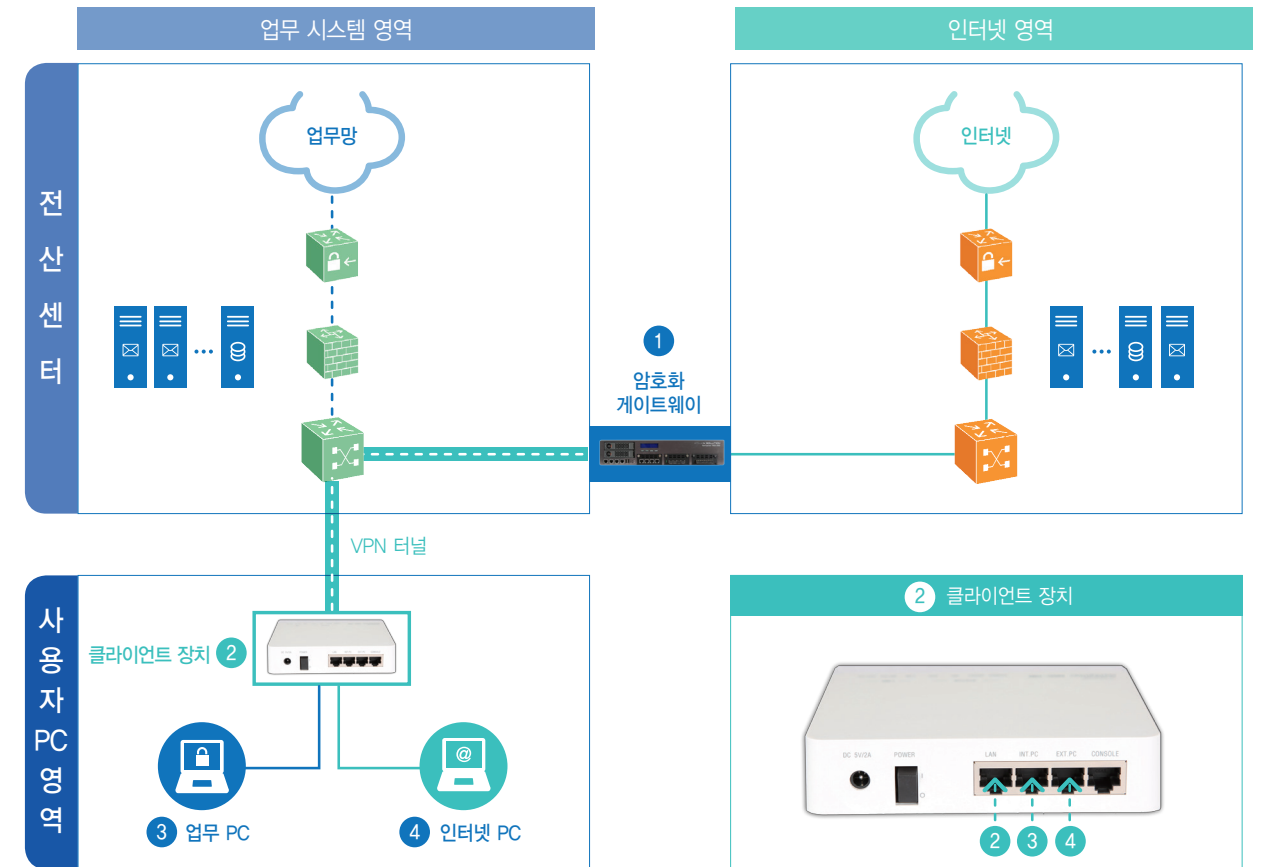 업무 시스템 영역
인터넷 영역
전
산
센
터
업무망
인터넷
1
암호화
게이트웨이
VPN 터널
사
용
자
PC
영
역
클라이언트 장치 2
@
3 업무 PC
4 인터넷 PC
2 클라이언트 장치
DC 5V/2A POWER LAN INT.PC EXT.PC CONSOLE
2 3 4